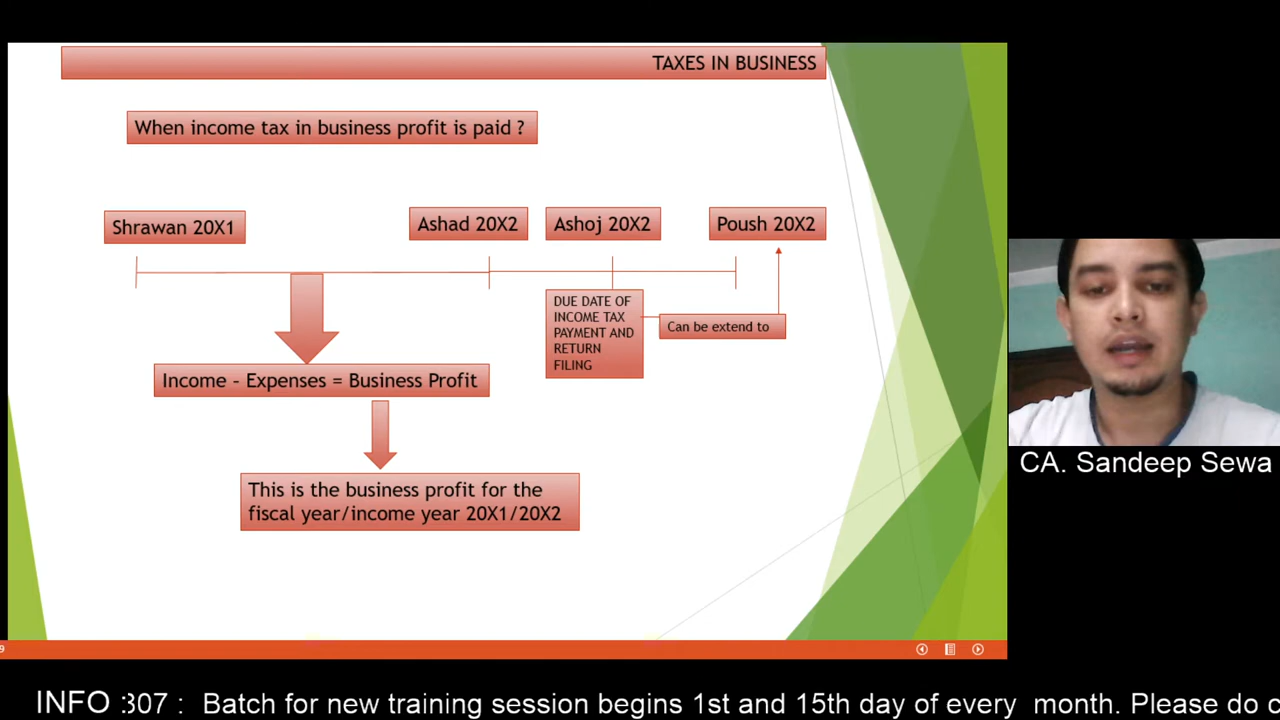 TAXES IN BUSINESS
When income tax in business profit is paid ?
Shrawan 20X1
Ashad 20X2
Ashoj 20X2
Poush 20X2
DUE DATE OF
INCOME TAX
PAYMENT AND
RETURN
FILING
Can be extend to
Income - Expenses = Business Profit
This is the business profit for the
fiscal year/income year 20X1/20X2
CA. Sandeep Sewa
9
INFO :307 : Batch for new training session begins 1st and 15th day of every month. Please do